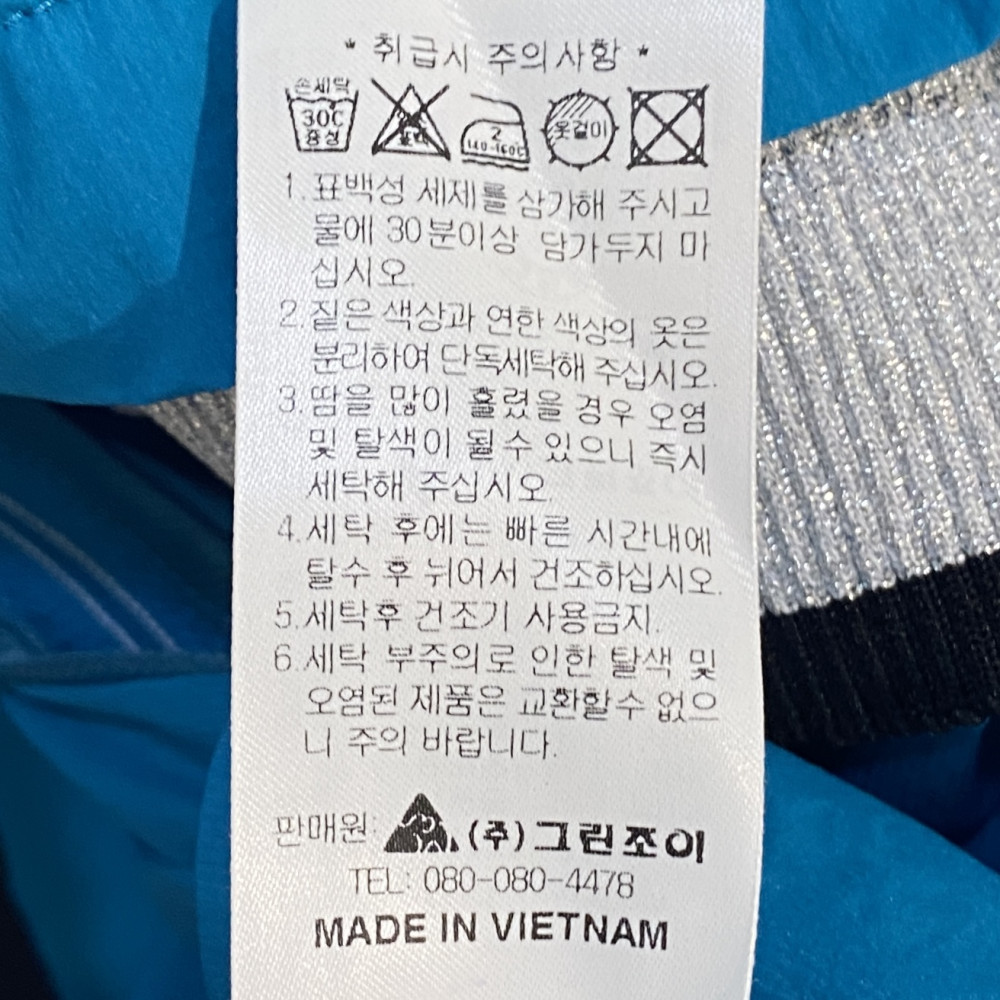 * 취급시 주의사항 *
손세탁
30C
중성
표백
2
140-160C
옷걸이
1.표백성 세제를 삼가해 주시고
물에 30분이상 담가두지 마
십시오.
2.짙은 색상과 연한 색상의 옷은
분리하여 단독세탁해 주십시오.
3.땀을 많이 흘렸을 경우 오염
및 탈색이 될수 있으니 즉시
세탁해 주십시오.
4.세탁 후에는 빠른 시간내에
탈수 후 뉘어서 건조하십시오.
5.세탁후 건조기 사용금지.
6.세탁 부주의로 인한 탈색 및
오염된 제품은 교환할수 없으
니 주의 바랍니다.
판매원: (주)그린조이
TEL: 080-080-4478
MADE IN VIETNAM